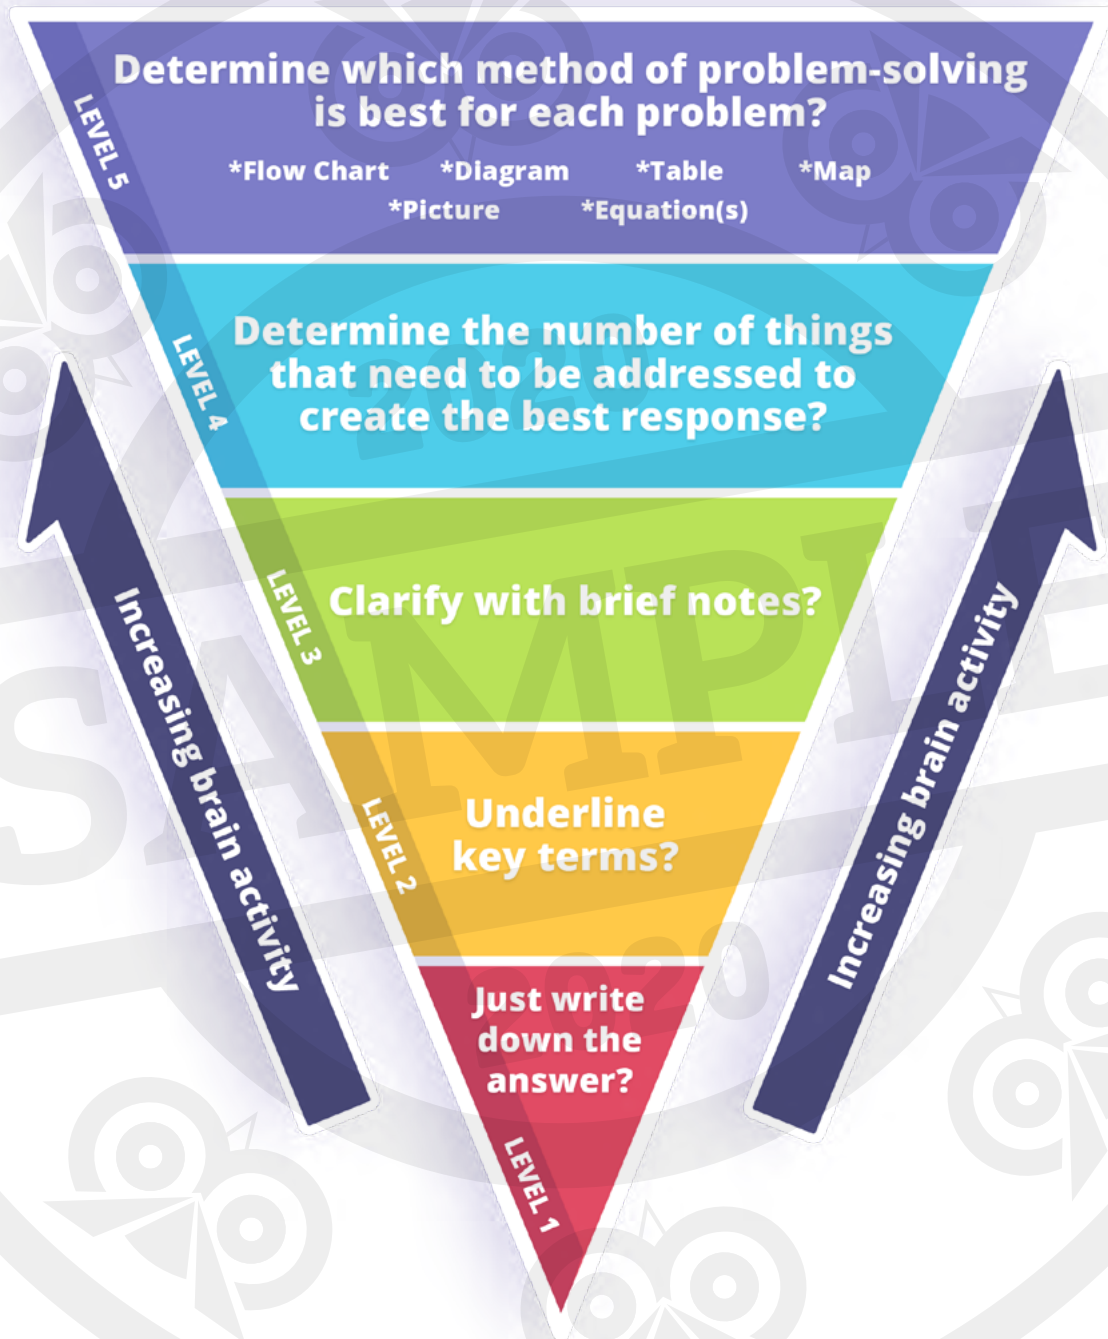 Determine which method of problem-solving
is best for each problem?
*Flow Chart *Diagram *Table *Map
*Picture *Equation(s)
LEVEL 5
Determine the number of things
that need to be addressed to
create the best response?
LEVEL 4
Clarify with brief notes?
LEVEL 3
Underline
key terms?
LEVEL 2
Just write
down the
answer?
LEVEL 1
Increasing brain activity
Increasing brain activity
2020
SAMPLE
2020